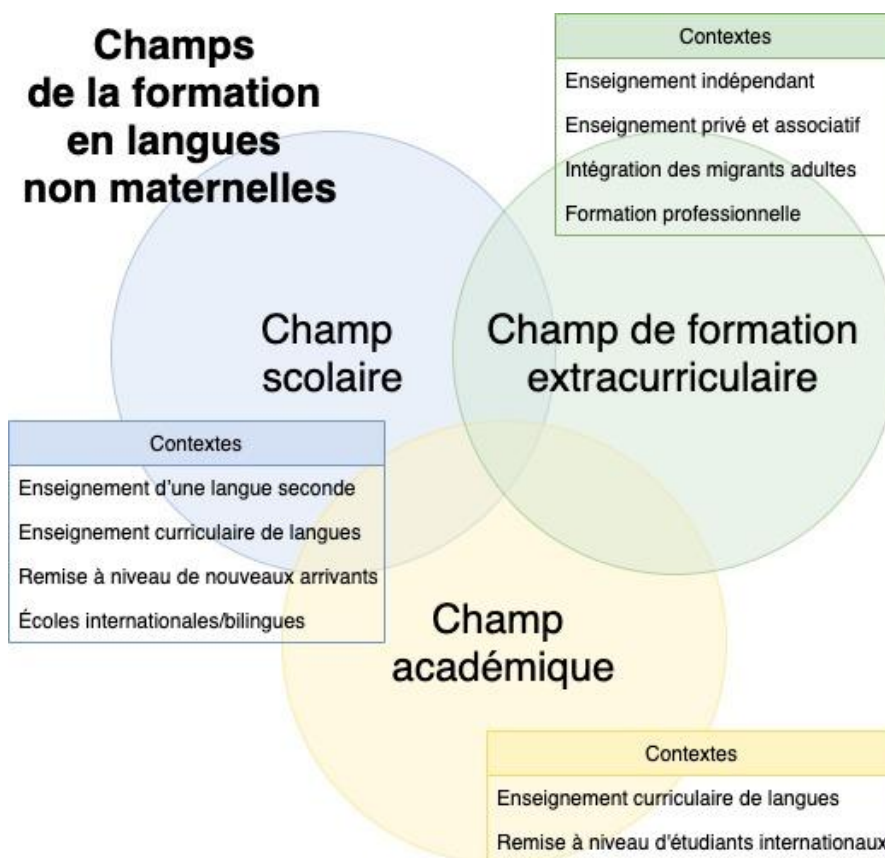 Champs
de la formation
en langues
non maternelles
Contextes
Enseignement indépendant
Enseignement privé et associatif
Intégration des migrants adultes
Formation professionnelle
Champ
scolaire
Champ de formation
extracurriculaire
Contextes
Enseignement d'une langue seconde
Enseignement curriculaire de langues
Remise à niveau de nouveaux arrivants
Écoles internationales/bilingues
Champ
académique
Contextes
Enseignement curriculaire de langues
Remise à niveau d'étudiants internationaux